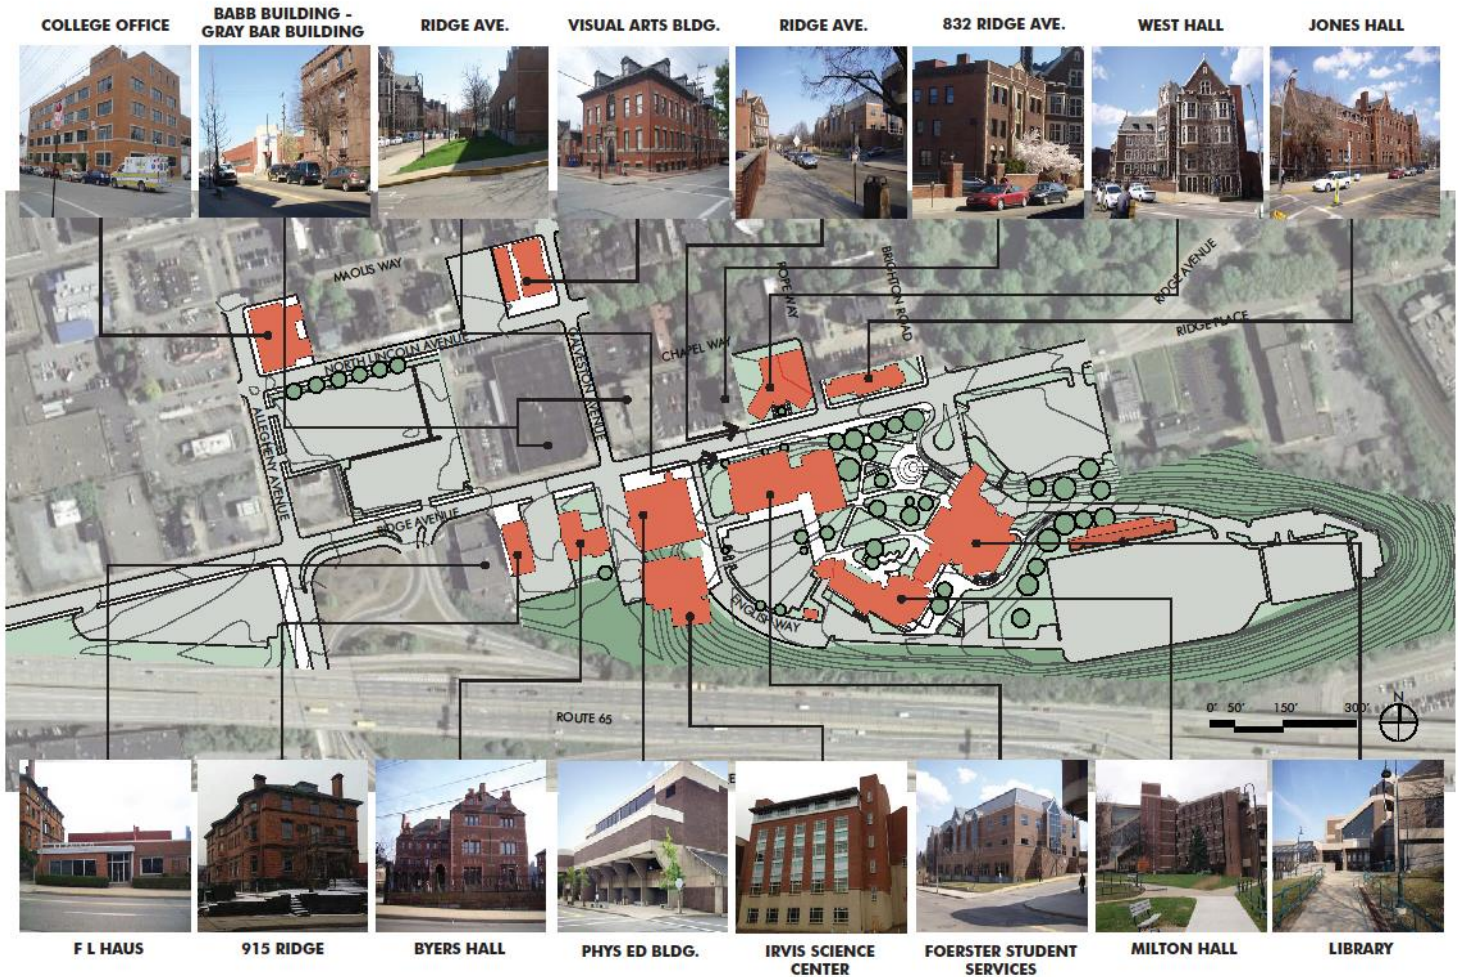 COLLEGE OFFICE
BABB BUILDING -
GRAY BAR BUILDING
RIDGE AVE.
VISUAL ARTS BLDG.
RIDGE AVE.
832 RIDGE AVE.
WEST HALL
JONES HALL
MAOLIS WAY
ROPE WAY
BRIGHTON ROAD
RIDGE AVENUE
RIDGE PLACE
NORTH LINCOLN AVENUE
GALVESTON AVENUE
CHAPEL WAY
ALLEGHENY AVENUE
RIDGE AVENUE
ENGLISH WAY
ROUTE 65
0' 50' 150' 300'
N
F L HAUS
915 RIDGE
BYERS HALL
PHYS ED BLDG.
IRVIS SCIENCE
CENTER
FOERSTER STUDENT
SERVICES
MILTON HALL
LIBRARY